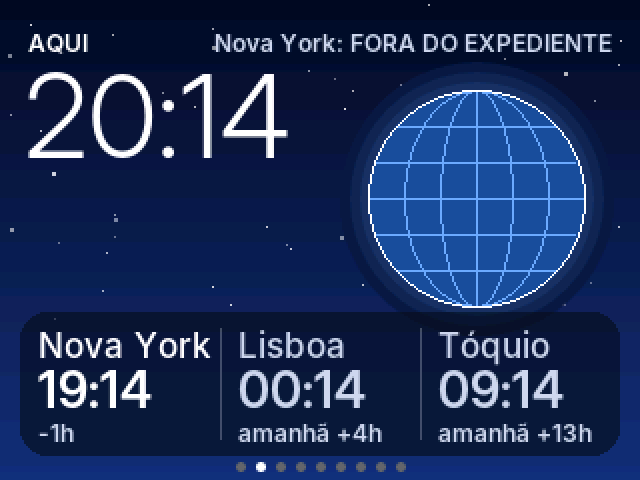 AQUI
Nova York: FORA DO EXPEDIENTE
20:14
Nova York
19:14
-1h
Lisboa
00:14
amanhã +4h
Tóquio
09:14
amanhã +13h